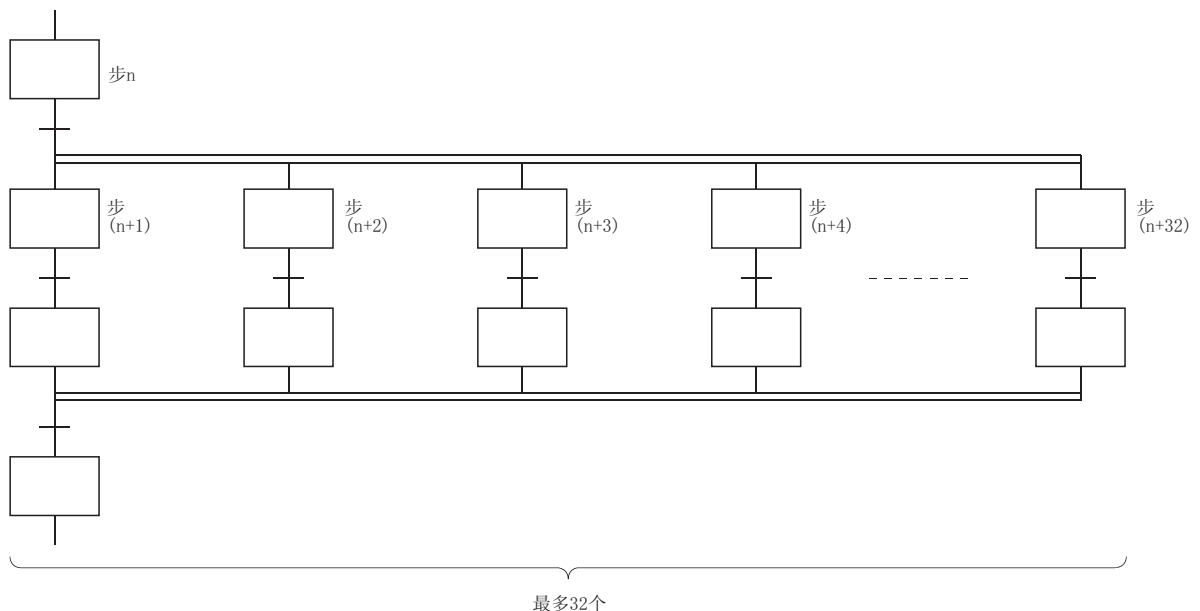 步n
步
(n+1)
步
(n+2)
步
(n+3)
步
(n+4)
步
(n+32)
最多32个